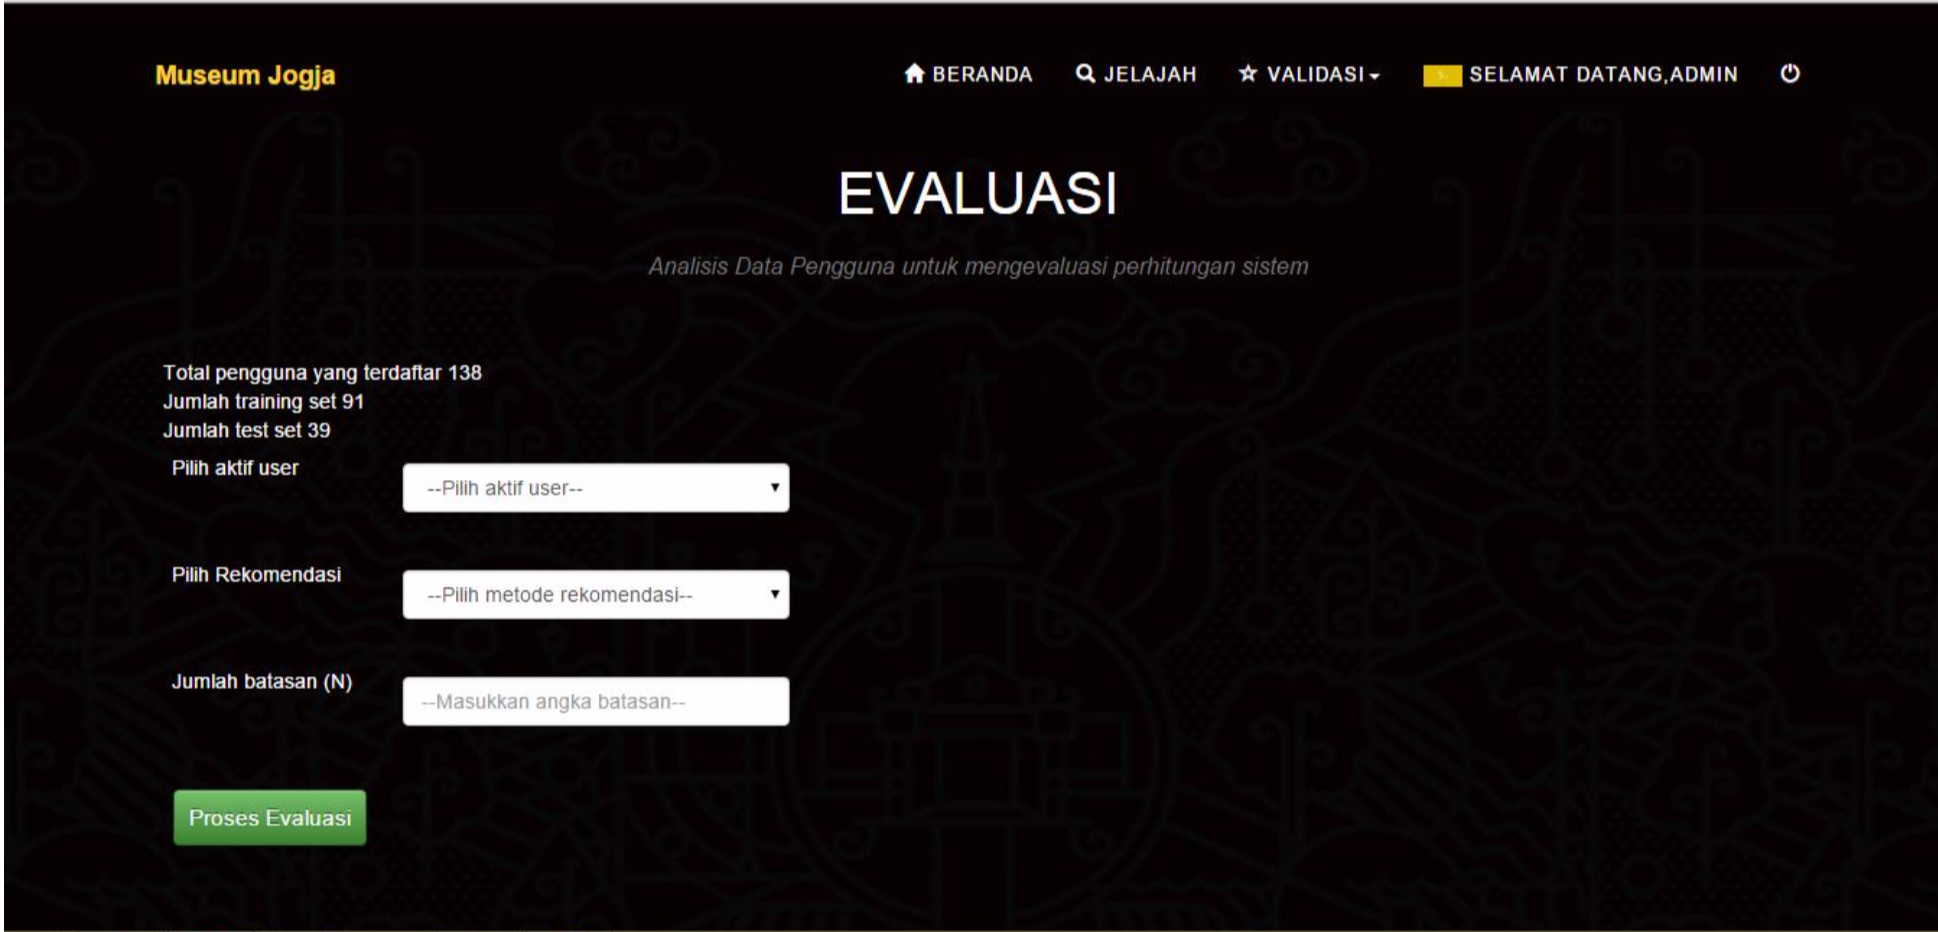 Museum Jogja
BERANDA
JELAJAH
VALIDASI
SELAMAT DATANG,ADMIN
EVALUASI
Analisis Data Pengguna untuk mengevaluasi perhitungan sistem
Total pengguna yang terdaftar 138
Jumlah training set 91
Jumlah test set 39
Pilih aktif user
--Pilih aktif user--
Pilih Rekomendasi
--Pilih metode rekomendasi--
Jumlah batasan (N)
--Masukkan angka batasan--
Proses Evaluasi